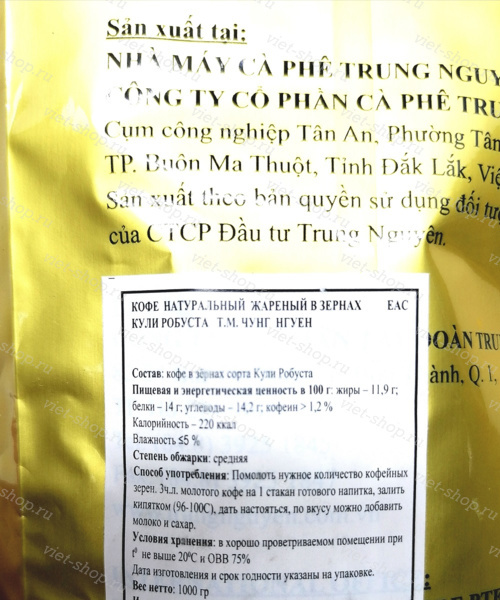 Sản xuất tại:
NHÀ MÁY CÀ PHÊ TRUNG NGUY
CÔNG TY CỔ PHẦN CÀ PHÊ TRU
Cụm công nghiệp Tân An, Phường Tân
TP. Buôn Ma Thuột, Tỉnh Đắk Lắk, Việ
Sản xuất theo bản quyền sử dụng đối tượ
của CTCP Đầu tư Trung Nguyên.
КОФЕ НАТУРАЛЬНЫЙ ЖАРЕНЫЙ В ЗЕРНАХ ЕАС
КУЛИ РОБУСТА Т.М. ЧУНГ НГУЕН
ĐOÀN TRU
ành, Q. 1,
Состав: кофе в зёрнах сорта Кули Робуста
Пищевая и энергетическая ценность в 100 г: жиры – 11,9 г;
белки – 14 г; углеводы – 14,2 г; кофеин > 1,2 %
Калорийность – 220 ккал
Влажность ≤5 %
Степень обжарки: средняя
Способ употребления: Помолоть нужное количество кофейных
зерен. 3ч.л. молотого кофе на 1 стакан готового напитка, залить
кипятком (96-100С), дать настояться, по вкусу можно добавить
молоко и сахар.
Условия хранения: в хорошо проветриваемом помещении при
t⁰ не выше 20⁰С и ОВВ 75%
Дата изготовления и срок годности указаны на упаковке.
Вес нетто: 1000 гр
viet-shop.ru